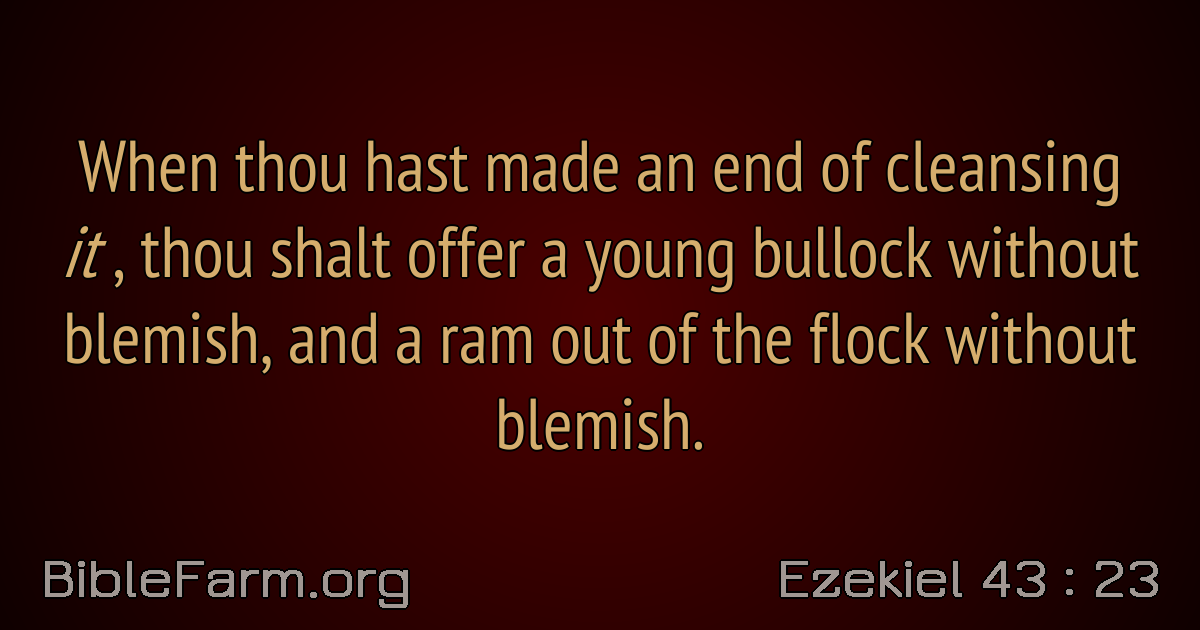 When thou hast made an end of cleansing
it , thou shalt offer a young bullock without
blemish, and a ram out of the flock without
blemish.
BibleFarm.org
Ezekiel 43 : 23